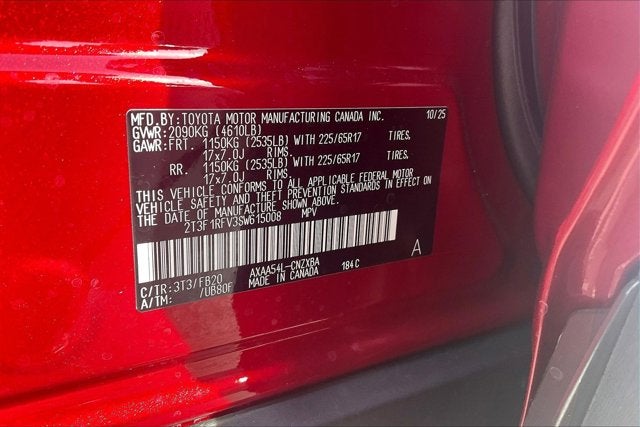 MFD.BY:TOYOTA MOTOR MANUFACTURING CANADA INC. 10/25
GVWR:2090KG (4610LB)
GAWR:FRT. 1150KG (2535LB) WITH 225/65R17 TIRES.
17x7.0J RIMS.
RR. 1150KG (2535LB) WITH 225/65R17 TIRES.
17x7.0J RIMS.
THIS VEHICLE CONFORMS TO ALL APPLICABLE FEDERAL MOTOR
VEHICLE SAFETY AND THEFT PREVENTION STANDARDS IN EFFECT ON
THE DATE OF MANUFACTURE SHOWN ABOVE.
2T3F1RFV3SW615008 MPV
A
C/TR:3T3/FB20 AXAA54L-CNZXBA 184C
A/TM: /UB80F MADE IN CANADA